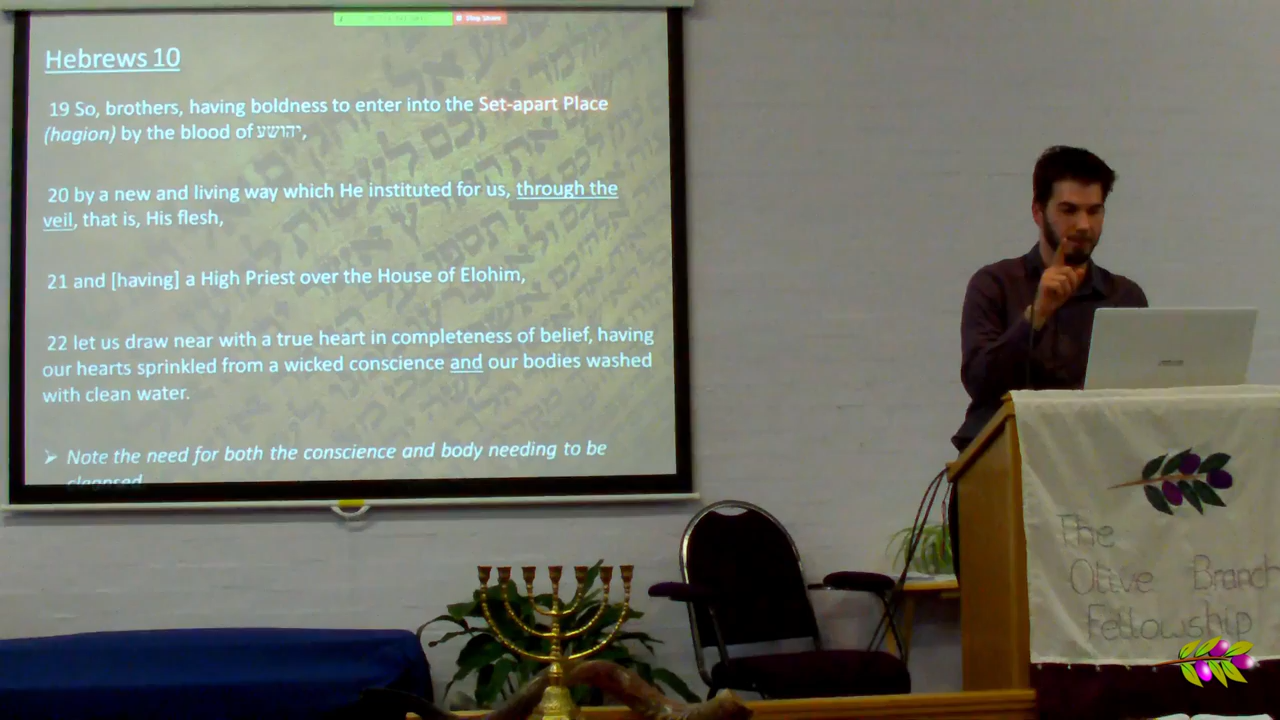 Stop Share
Hebrews 10
19 So, brothers, having boldness to enter into the Set-apart Place
(hagion) by the blood of יהושע,
20 by a new and living way which He instituted for us, through the
veil, that is, His flesh,
21 and [having] a High Priest over the House of Elohim,
22 let us draw near with a true heart in completeness of belief, having
our hearts sprinkled from a wicked conscience and our bodies washed
with clean water.
➢ Note the need for both the conscience and body needing to be
cleansed
The
Olive Branch
Fellowship